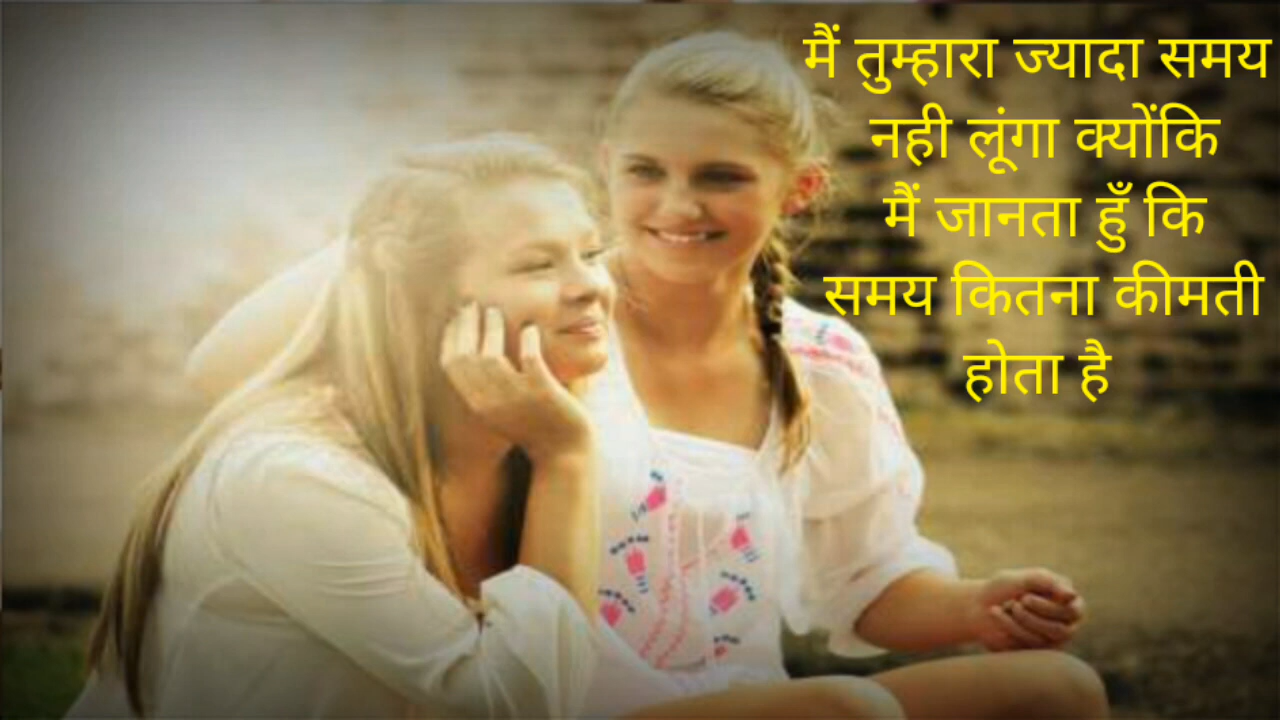 मैं तुम्हारा ज्यादा समय
नही लूंगा क्योंकि
मैं जानता हुँ कि
समय कितना कीमती
होता है